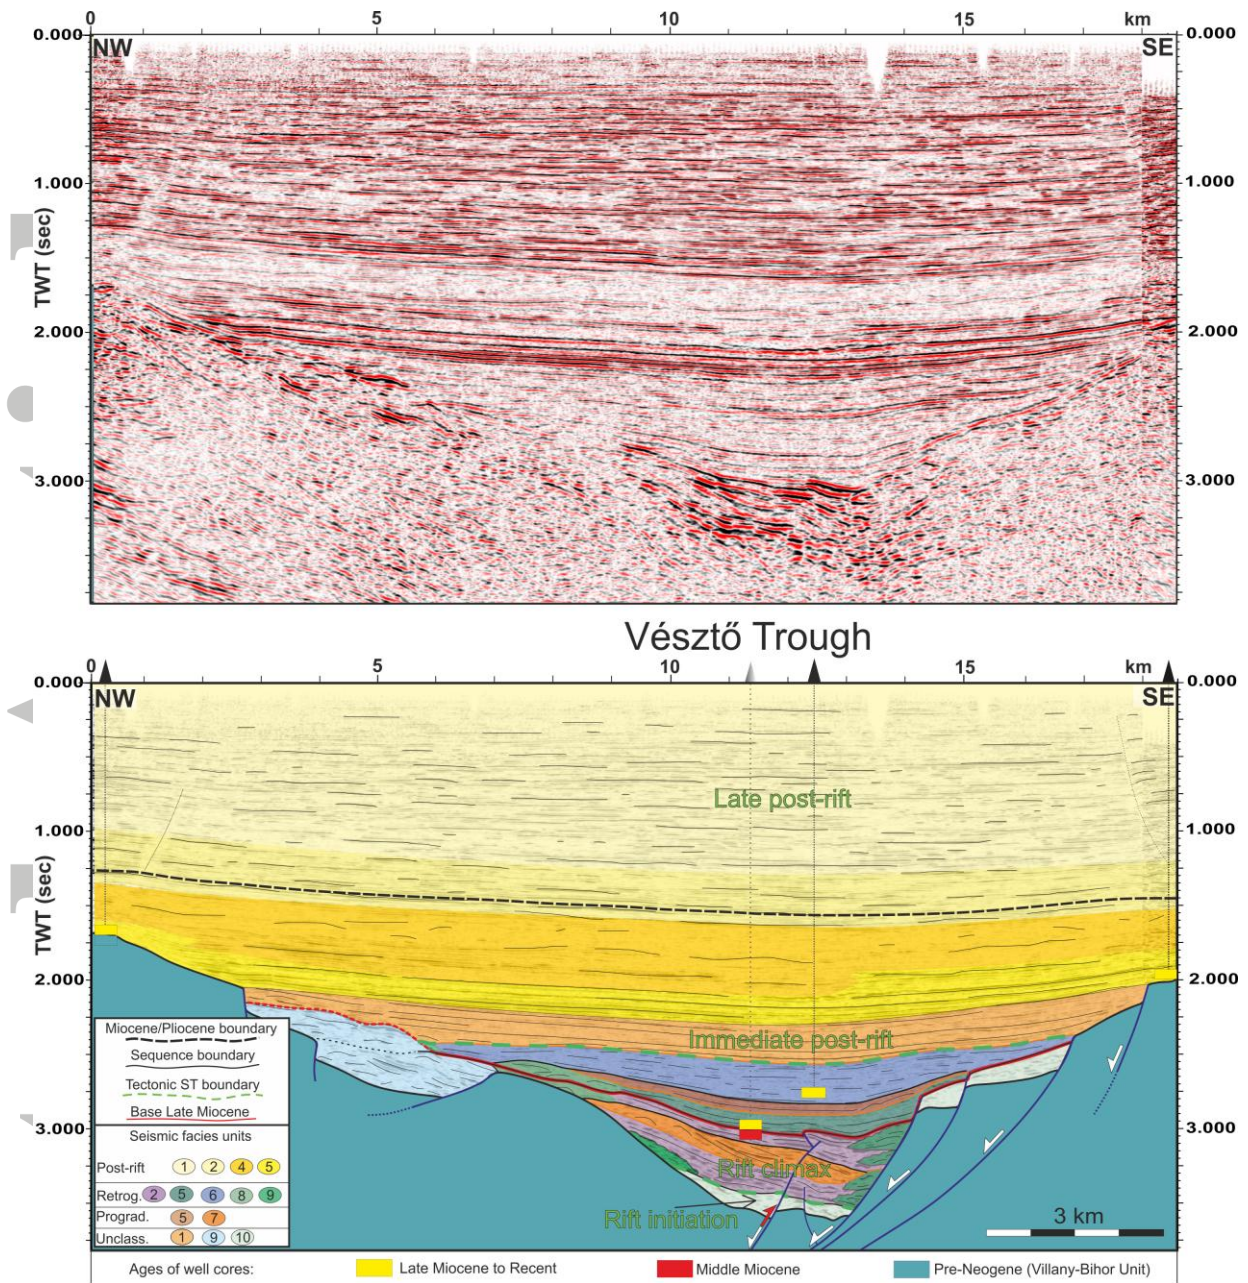 0 5 10 15 km
0.000 NW SE 0.000
1.000 1.000
TWT (sec)
2.000 2.000
3.000 3.000
Vésztő Trough
0 5 10 15 km
0.000 NW SE 0.000
Late post-rift
1.000 1.000
TWT (sec)
2.000 2.000
Immediate post-rift
3.000 3.000
Rift climax
Rift initiation
3 km
Miocene/Pliocene boundary
Sequence boundary
Tectonic ST boundary
Base Late Miocene
Seismic facies units
Post-rift 1 2 4 5
Retrog. 2 5 6 8 9
Prograd. 5 7
Unclass. 1 9 10
Ages of well cores: Late Miocene to Recent Middle Miocene Pre-Neogene (Villany-Bihor Unit)